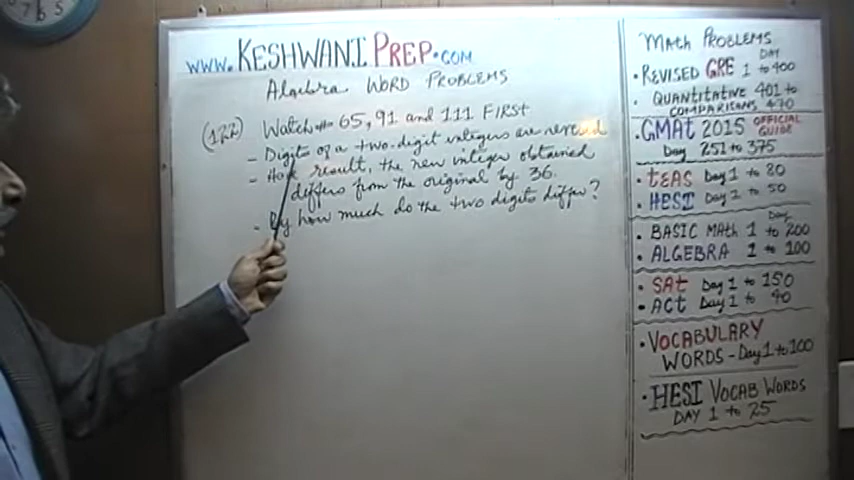 www.KESHWANI PREP.COM
Algebra WORD PROBLEMS
(122) Watch # 65, 91 and 111 FIRST
- Digits of a two-digit integers are reversed
- result, the new integer obtained
differs from the original by 36.
- By how much do the two digits differ?
MATH PROBLEMS
DAY
• REVISED GRE 1 to 400
• QUANTITATIVE 401 to
COMPARISONS 470
• GMAT 2015 OFFICIAL GUIDE
Day 251 to 375
• TEAS Day 1 to 80
• HESI Day 1 to 50
Day
• BASIC MATH 1 to 200
• ALGEBRA 1 to 100
• SAT Day 1 to 150
• ACT Day 1 to 40
• VOCABULARY
WORDS - Day 1 to 100
• HESI VOCAB WORDS
DAY 1 to 25